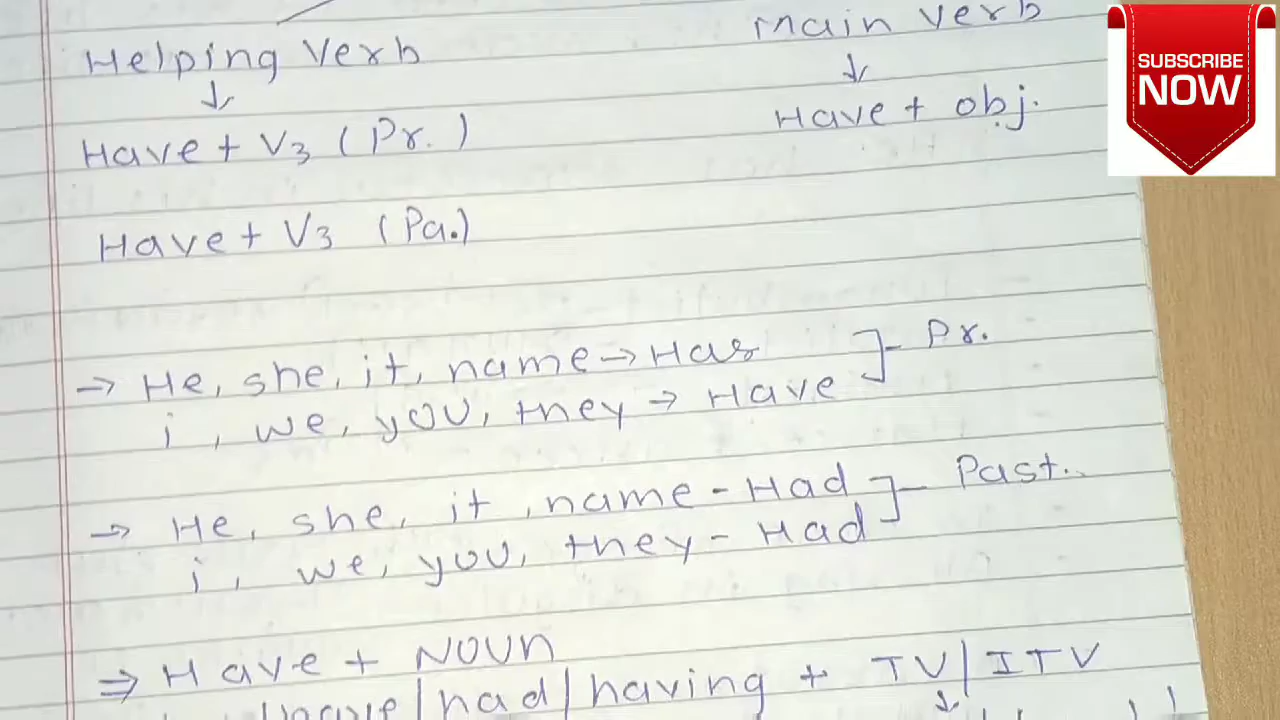 Helping Verb
Main Verb
Have + V3 (Pr.)
Have + obj.
Have + V3 (Pa.)
→ He, she, it, name → Has ]- Pr.
i, we, you, they → Have
→ He, she, it, name - Had ]- Past..
i, we, you, they - Had
⇒ Have + NOUN
have/had/having + TV/ITV
SUBSCRIBE
NOW